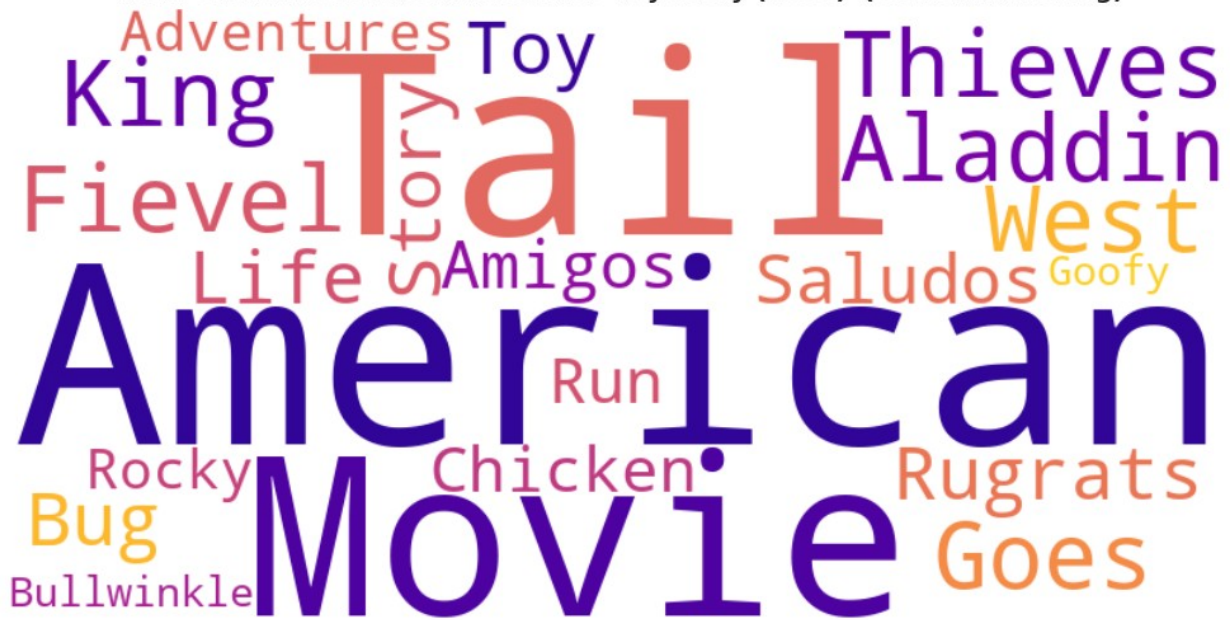 Adventures
Toy
Thieves
King
Tail
Story
Aladdin
Fievel
West
Life
Amigos
Saludos
Goofy
American
Run
Rocky
Chicken
Rugrats
Movie
Bug
Goes
Bullwinkle